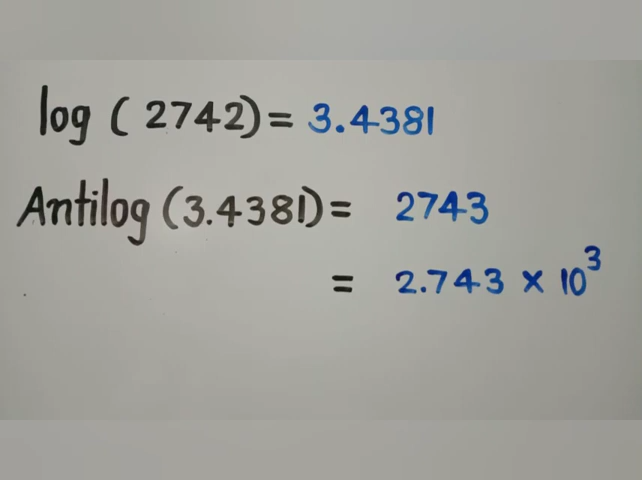 log (2742) = 3.4381
Antilog (3.4381) = 2743
= 2.743 × 10³